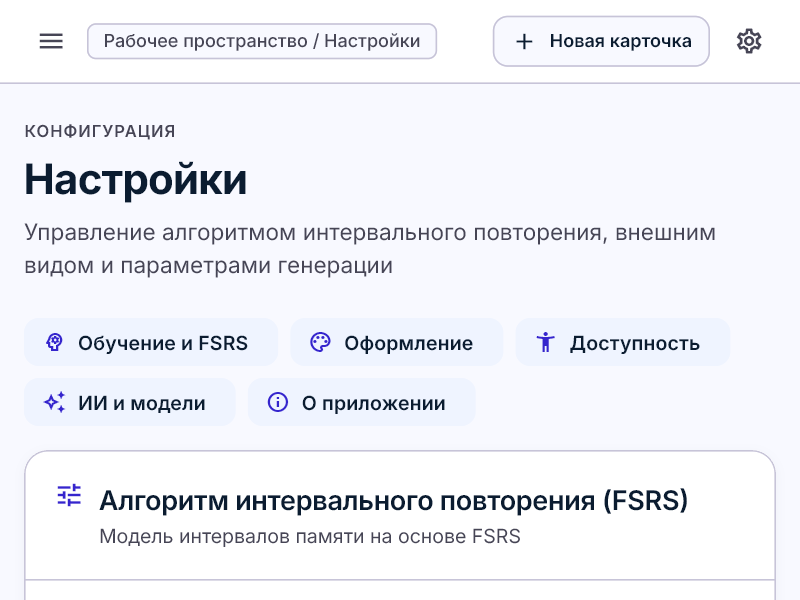 Рабочее пространство / Настройки
Новая карточка
КОНФИГУРАЦИЯ
Настройки
Управление алгоритмом интервального повторения, внешним
видом и параметрами генерации
Обучение и FSRS
Оформление
Доступность
ИИ и модели
О приложении
Алгоритм интервального повторения (FSRS)
Модель интервалов памяти на основе FSRS